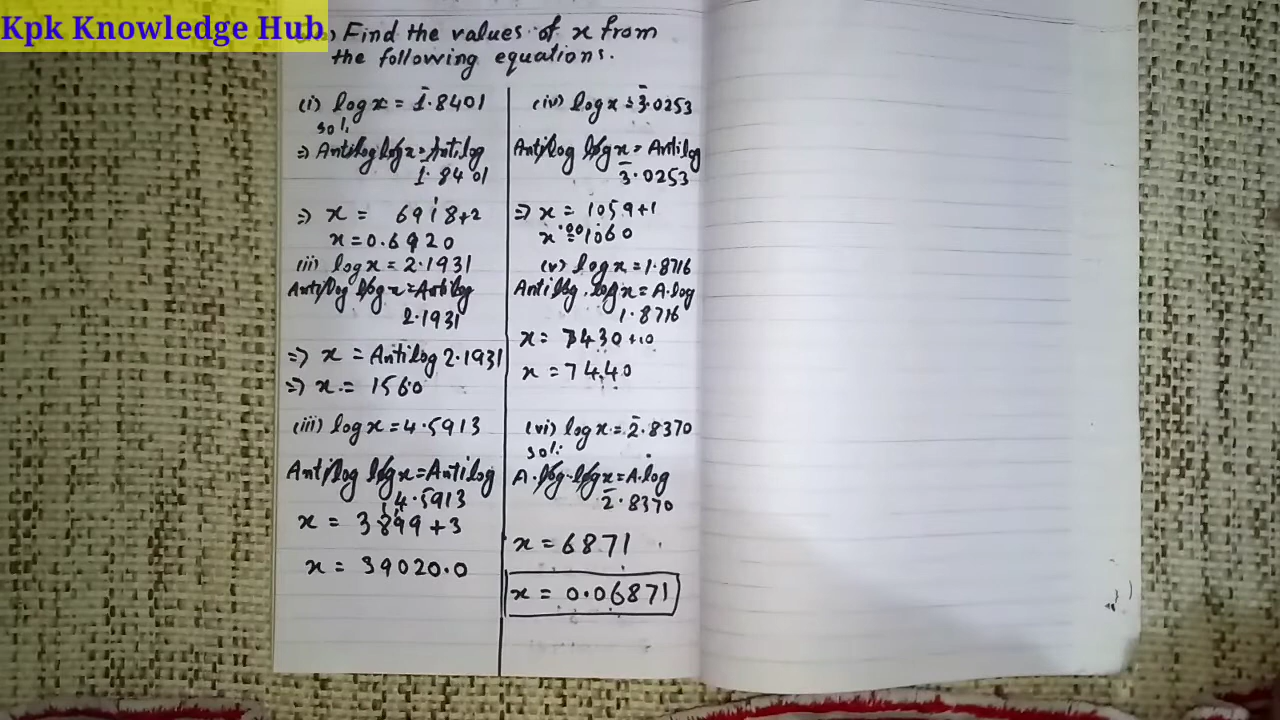 Kpk Knowledge Hub
) Find the values of x from
the following equations.
(i) log x = 1̄.8401
sol:
=> Antilog log x = Antilog
1̄.8401
=> x = 6918+2
x = 0.6920
(ii) log x = 2.1931
Antilog log x = Antilog
2.1931
=> x = Antilog 2.1931
=> x = 156.0
(iii) log x = 4.5913
Antilog log x = Antilog
4.5913
x = 3899 + 3
x = 39020.0
(iv) log x = 3̄.0253
Antilog log x = Antilog
3̄.0253
=> x = 1059+1
x = .001060
(v) log x = 1.8716
Antilog log x = A.log
1.8716
x = 7430+10
x = 74.40
(vi) log x = 2̄.8370
sol:
A.log log x = A.log
2̄.8370
x = 6871
x = 0.06871